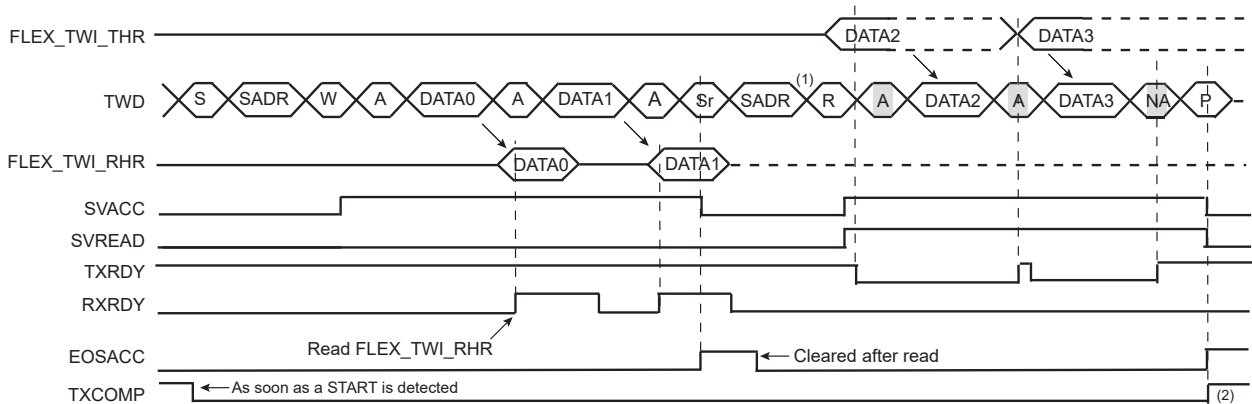 FLEX_TWI_THR DATA2 DATA3
TWD S SADR W A DATA0 A DATA1 A Sr SADR (1) R A DATA2 A DATA3 NA P
FLEX_TWI_RHR DATA0 DATA1
SVACC
SVREAD
TXRDY
RXRDY
Read FLEX_TWI_RHR
EOSACC Cleared after read
TXCOMP As soon as a START is detected (2)